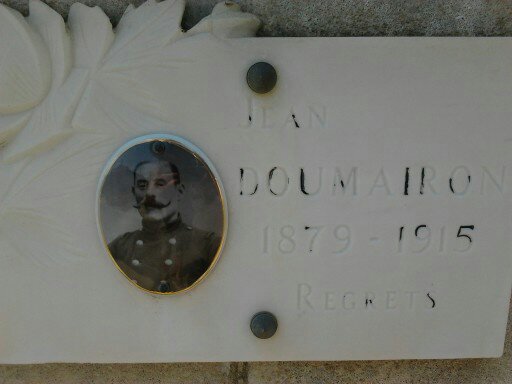 JEAN
DOUMAIRON
1879 - 1915
REGRETS